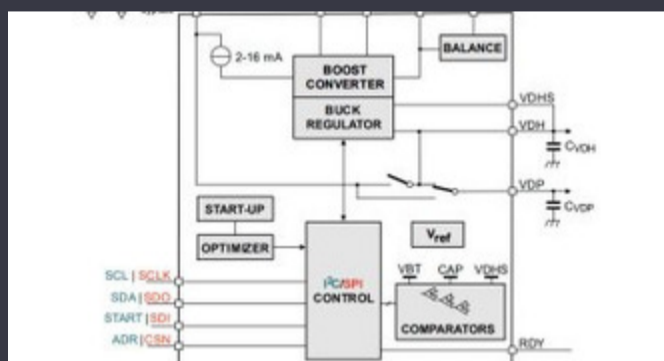 2-16 mA
BALANCE
BOOST
CONVERTER
BUCK
REGULATOR
VDHS
VDH
CVDH
VDP
CVDP
START-UP
OPTIMIZER
Vref
SCL | SCLK
SDA | SDO
START | SDI
ADR | CSN
I²C/SPI
CONTROL
VBT CAP VDHS
COMPARATORS
RDY